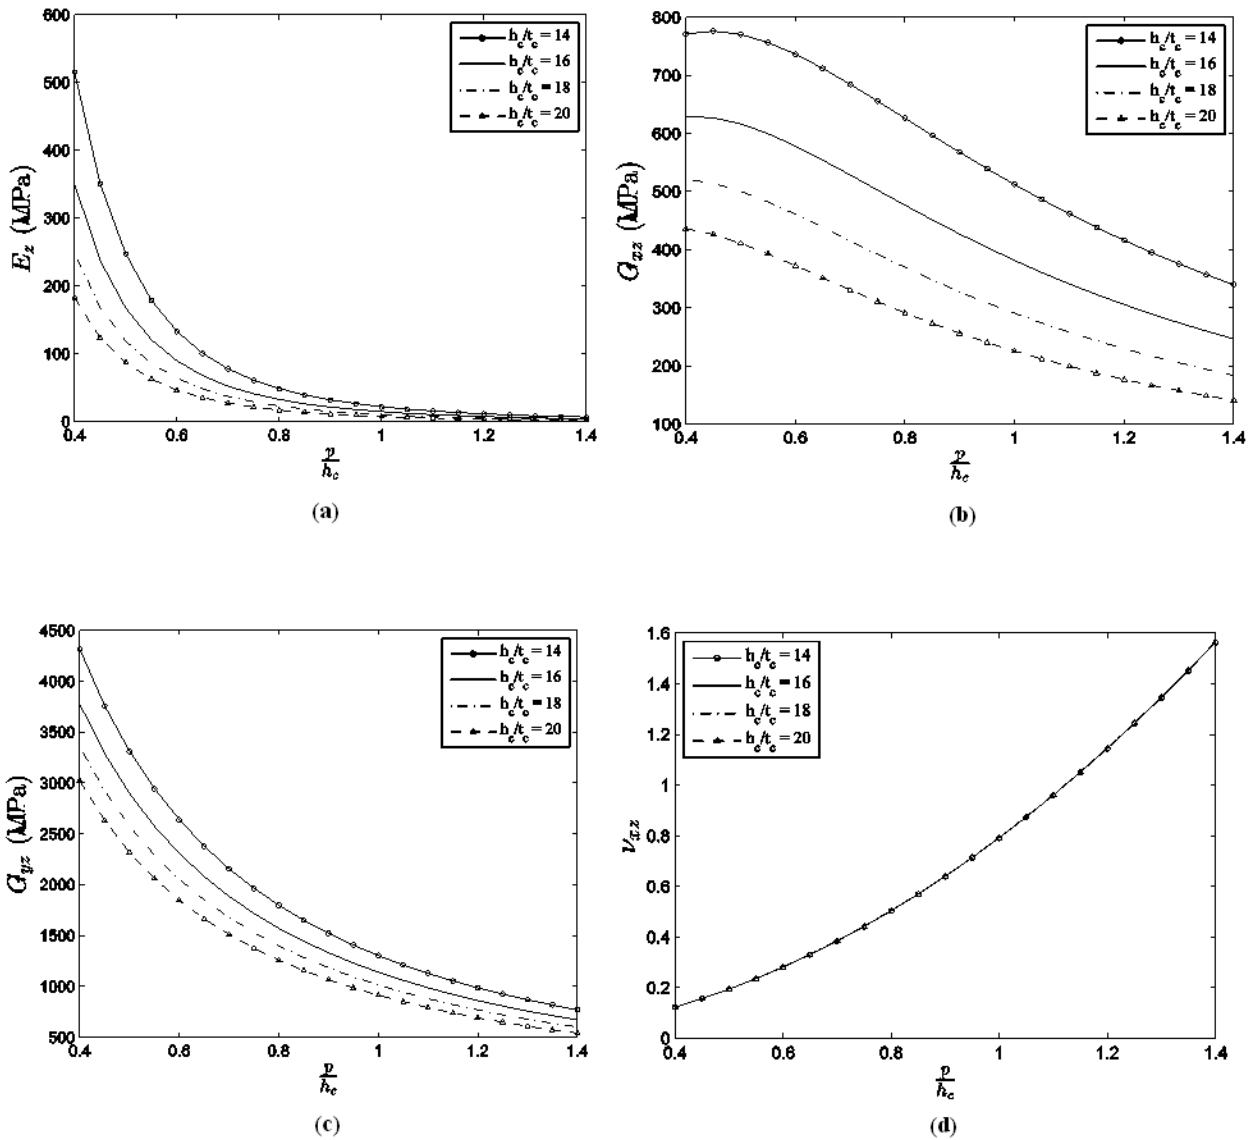 600
500
400
300
200
100
0
0.4
0.6
0.8
1
1.2
1.4
E_z (MPa)
p
h_c
h_c/t_c = 14
h_c/t_c = 16
h_c/t_c = 18
h_c/t_c = 20
(a)
800
700
600
500
400
300
200
100
0.4
0.6
0.8
1
1.2
1.4
G_xz (MPa)
p
h_c
h_c/t_c = 14
h_c/t_c = 16
h_c/t_c = 18
h_c/t_c = 20
(b)
4500
4000
3500
3000
2500
2000
1500
1000
500
0.4
0.6
0.8
1
1.2
1.4
G_yz (MPa)
p
h_c
h_c/t_c = 14
h_c/t_c = 16
h_c/t_c = 18
h_c/t_c = 20
(c)
1.6
1.4
1.2
1
0.8
0.6
0.4
0.2
0
0.4
0.6
0.8
1
1.2
1.4
ν_xz
p
h_c
h_c/t_c = 14
h_c/t_c = 16
h_c/t_c = 18
h_c/t_c = 20
(d)